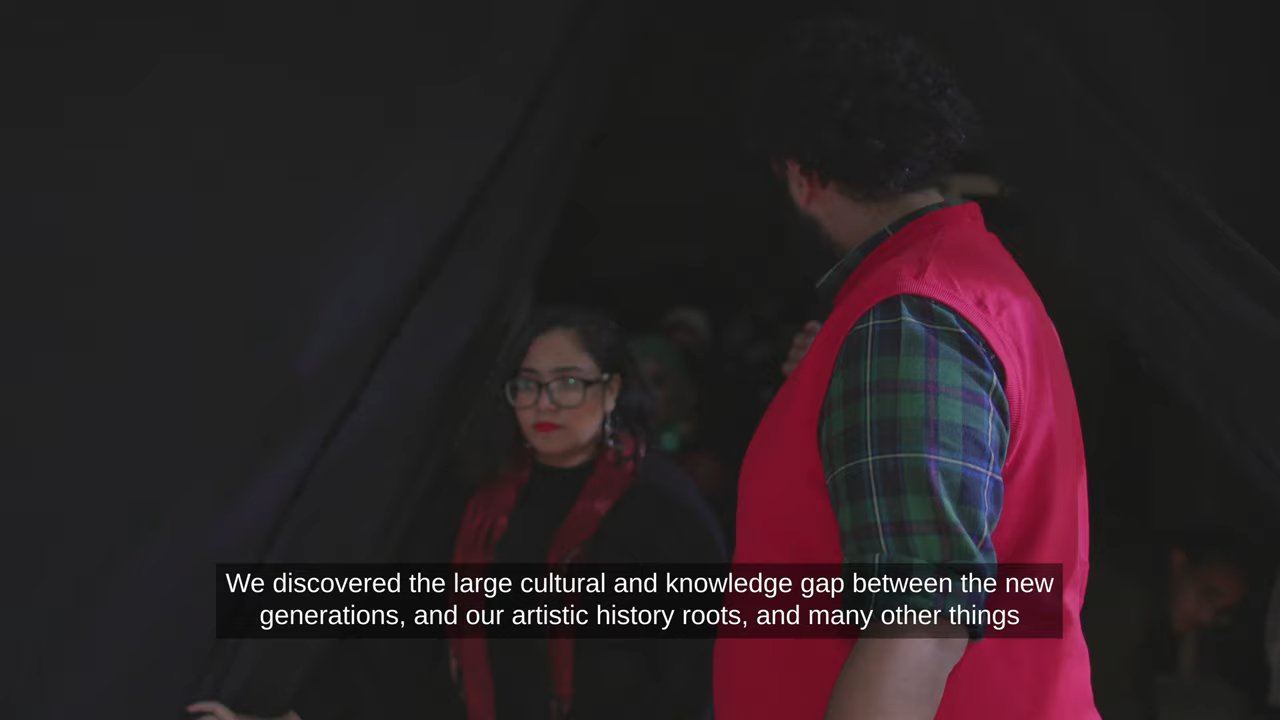 We discovered the large cultural and knowledge gap between the new
generations, and our artistic history roots, and many other things